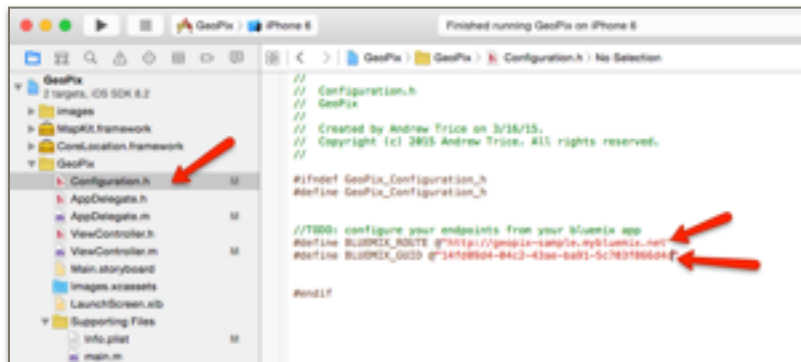 GeoPix iPhone 6
Finished running GeoPix on iPhone 6
GeoPix GeoPix Configuration.h No Selection
GeoPix
2 targets, iOS SDK 8.2
images
MapKit.framework
CoreLocation.framework
GeoPix
Configuration.h M
AppDelegate.h
AppDelegate.m M
ViewController.h
ViewController.m M
Main.storyboard
Images.xcassets
LaunchScreen.xib
Supporting Files
Info.plist M
main.m
//
// Configuration.h
// GeoPix
//
// Created by Andrew Trice on 3/16/15.
// Copyright (c) 2015 Andrew Trice. All rights reserved.
//
#ifndef GeoPix_Configuration_h
#define GeoPix_Configuration_h
//TODO: configure your endpoints from your bluemix app
#define BLUEMIX_ROUTE @"http://geopix-sample.mybluemix.net"
#define BLUEMIX_GUID @"
#endif